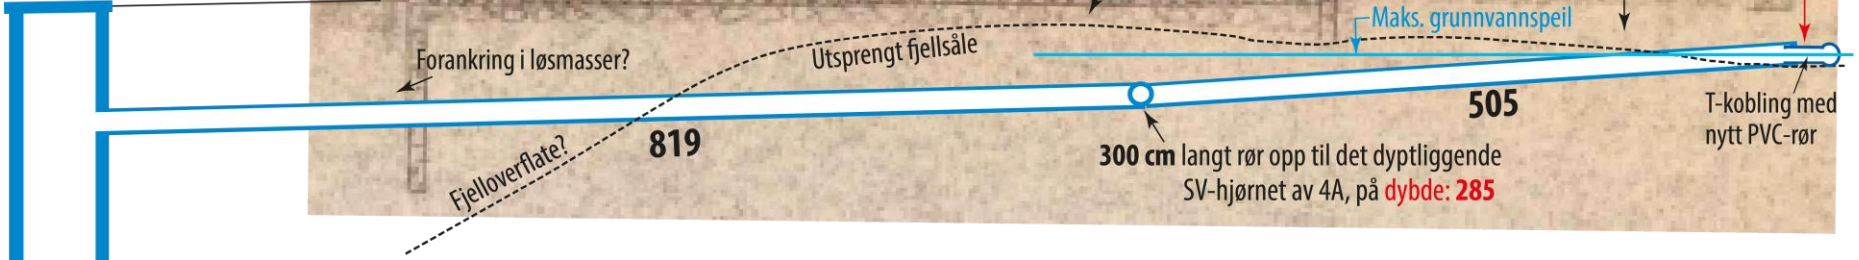 Maks. grunnvannspeil
Utsprengt fjellsåle
Forankring i løsmasser?
505
T-kobling med
nytt PVC-rør
819
Fjelloverflate?
300 cm langt rør opp til det dyptliggende
SV-hjørnet av 4A, på dybde: 285